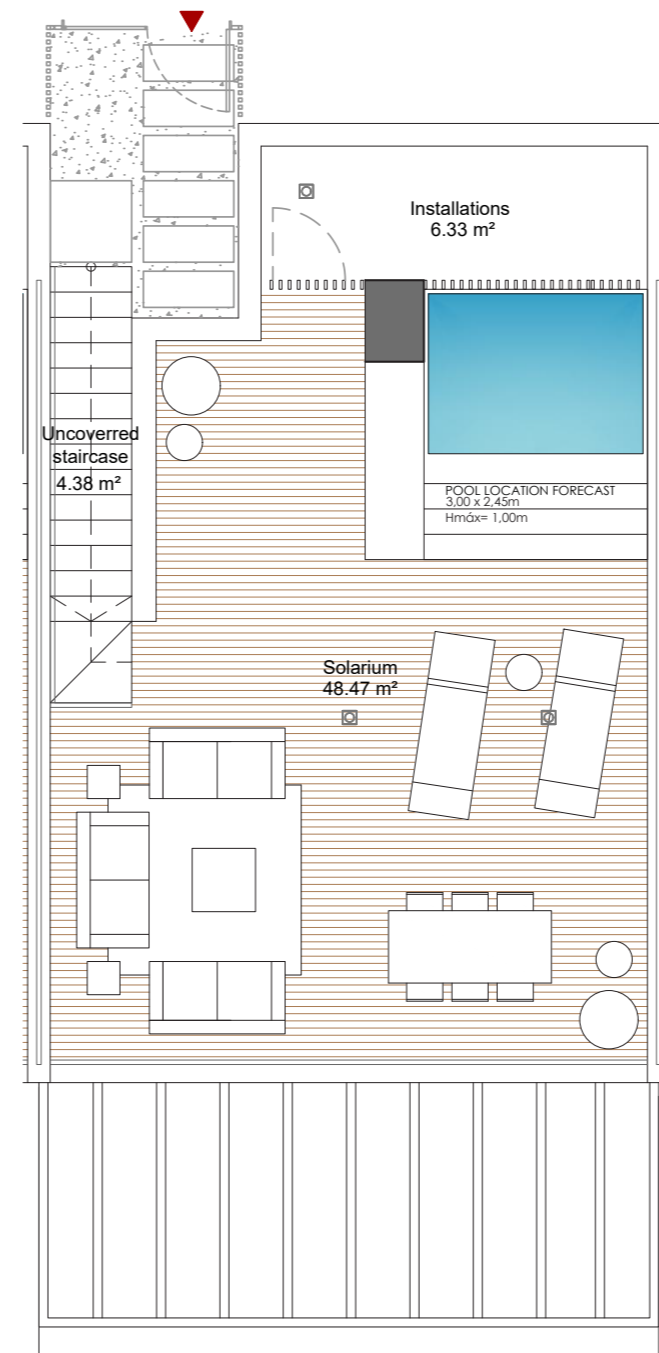 Installations
6.33 m²
Uncoverred
staircase
4.38 m²
POOL LOCATION FORECAST
3,00 x 2,45m
Hmáx= 1,00m
Solarium
48.47 m²